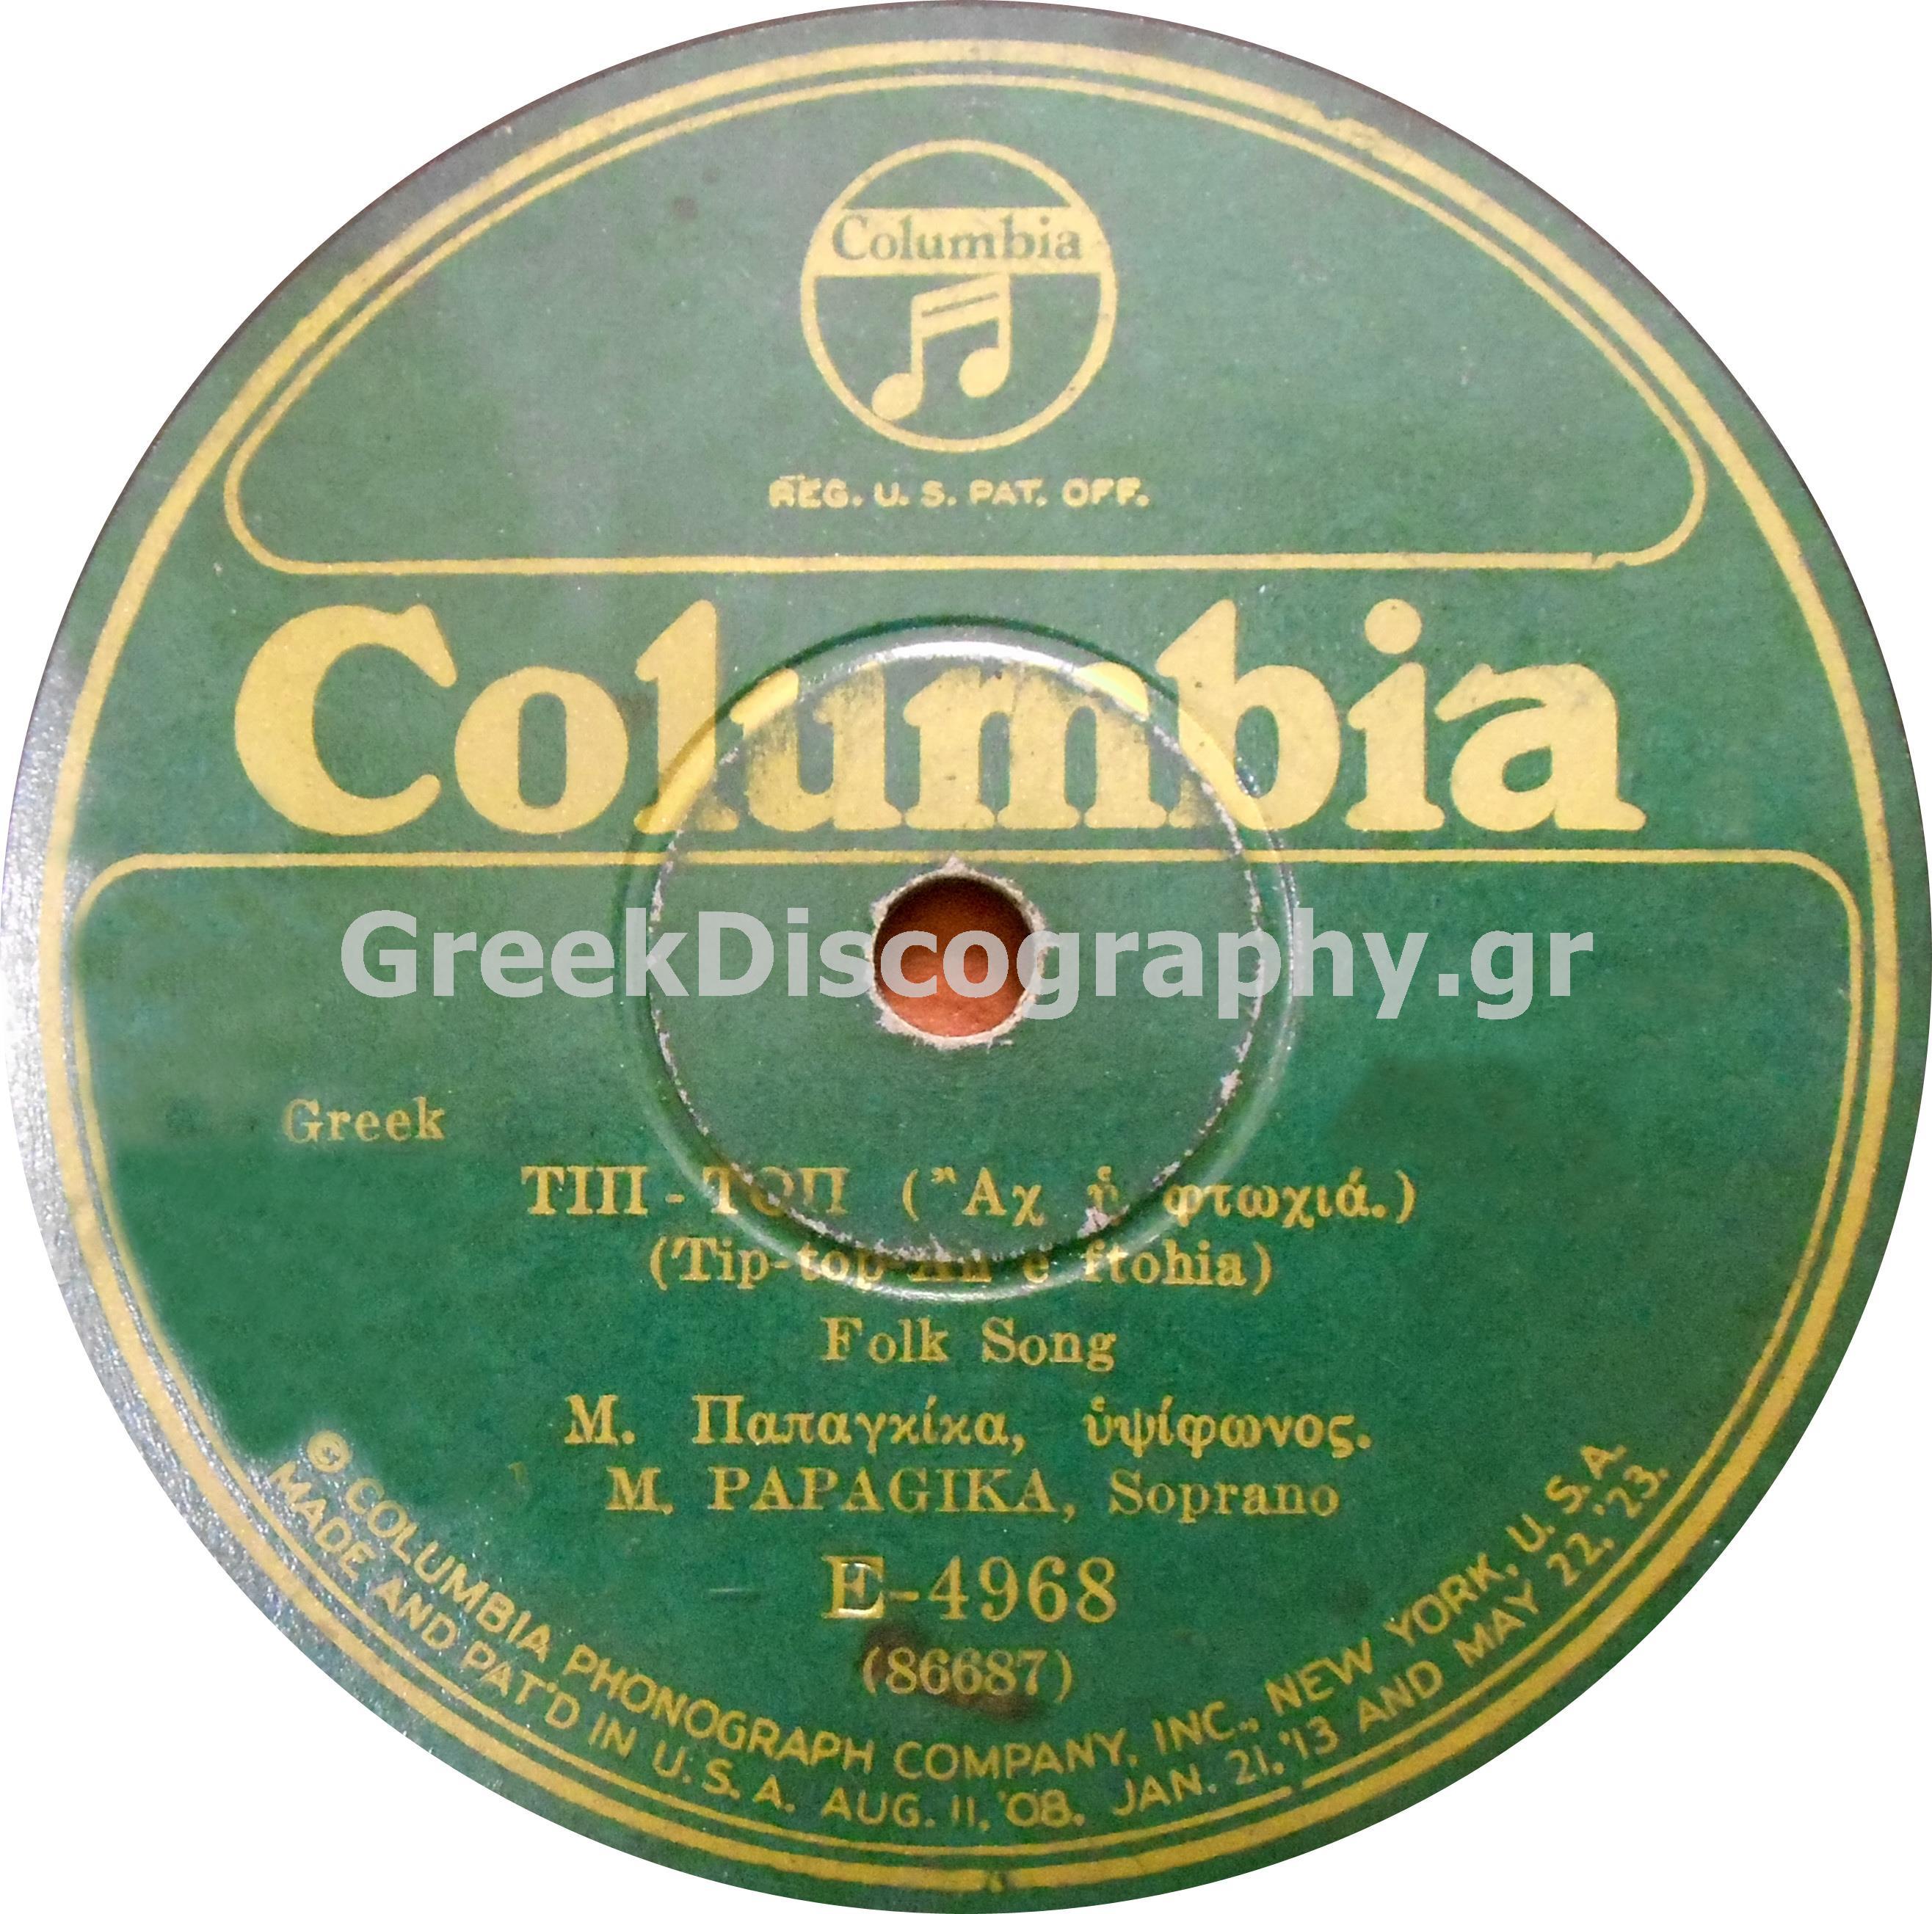 Columbia
REG. U. S. PAT. OFF.
Columbia
GreekDiscography.gr
Greek
ΤΙΠ - ΤΟΠ (῎Αχ ἡ φτωχιά.)
(Tip-top-Ah e ftohia)
Folk Song
Μ. Παπαγκίκα, ὑψίφωνος.
M. PAPAGIKA, Soprano
E-4968
(86687)
COLUMBIA PHONOGRAPH COMPANY, INC., NEW YORK, U. S. A.
MADE AND PAT'D IN U. S. A. AUG. 11, '08. JAN. 21, '13 AND MAY 22, '23.